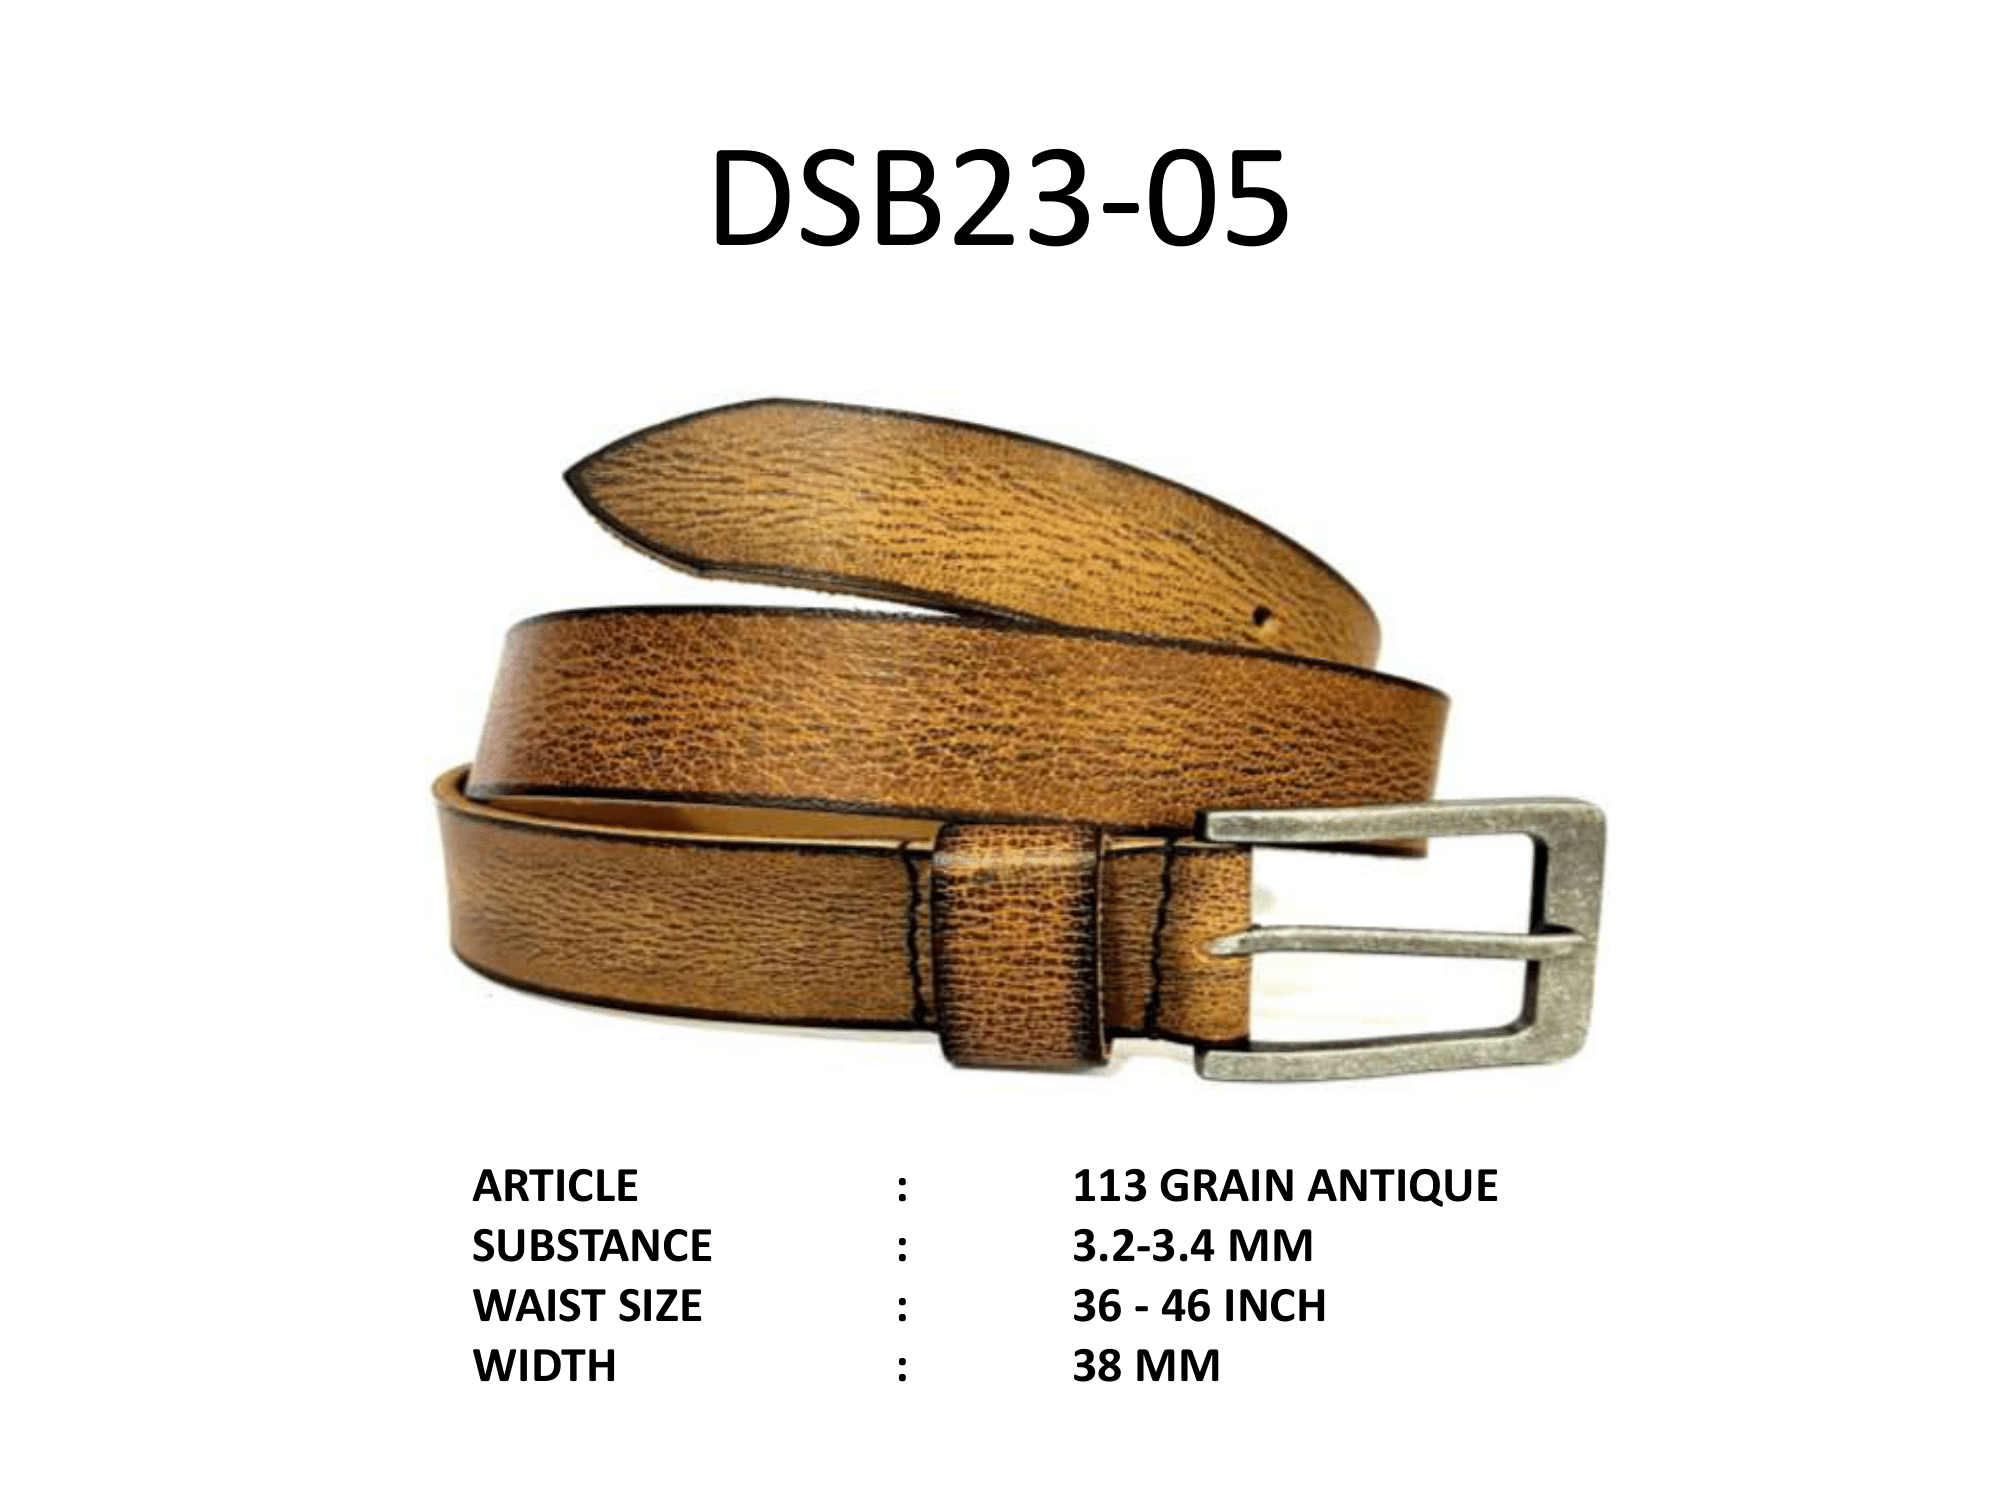 DSB23-05
ARTICLE : 113 GRAIN ANTIQUE
SUBSTANCE : 3.2-3.4 MM
WAIST SIZE : 36 - 46 INCH
WIDTH : 38 MM